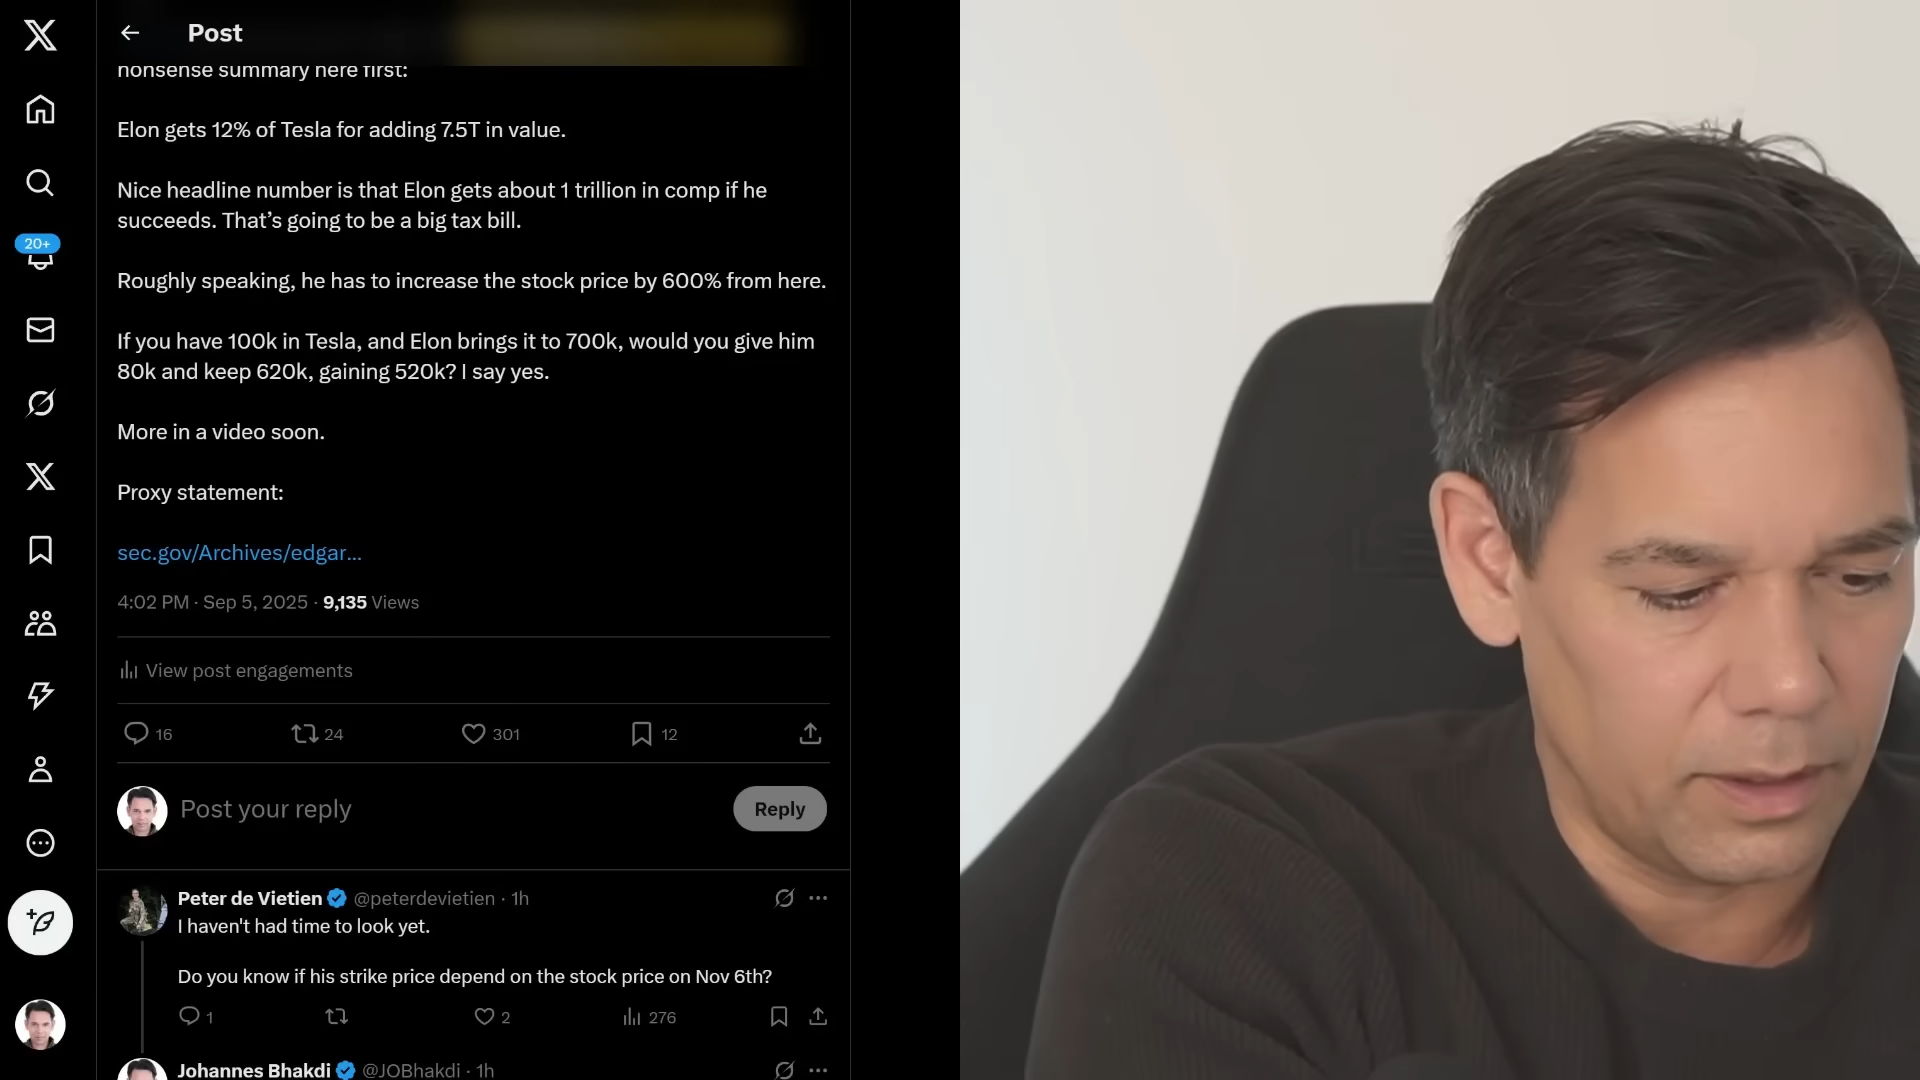 Post
nonsense summary here first:
Elon gets 12% of Tesla for adding 7.5T in value.
Nice headline number is that Elon gets about 1 trillion in comp if he
succeeds. That’s going to be a big tax bill.
Roughly speaking, he has to increase the stock price by 600% from here.
If you have 100k in Tesla, and Elon brings it to 700k, would you give him
80k and keep 620k, gaining 520k? I say yes.
More in a video soon.
Proxy statement:
sec.gov/Archives/edgar...
4:02 PM · Sep 5, 2025 · 9,135 Views
View post engagements
16 24 301 12
Post your reply
Reply
Peter de Vietien @peterdevietien · 1h
I haven't had time to look yet.
Do you know if his strike price depend on the stock price on Nov 6th?
1 2 276
Johannes Bhakdi @JOBhakdi · 1h
20+